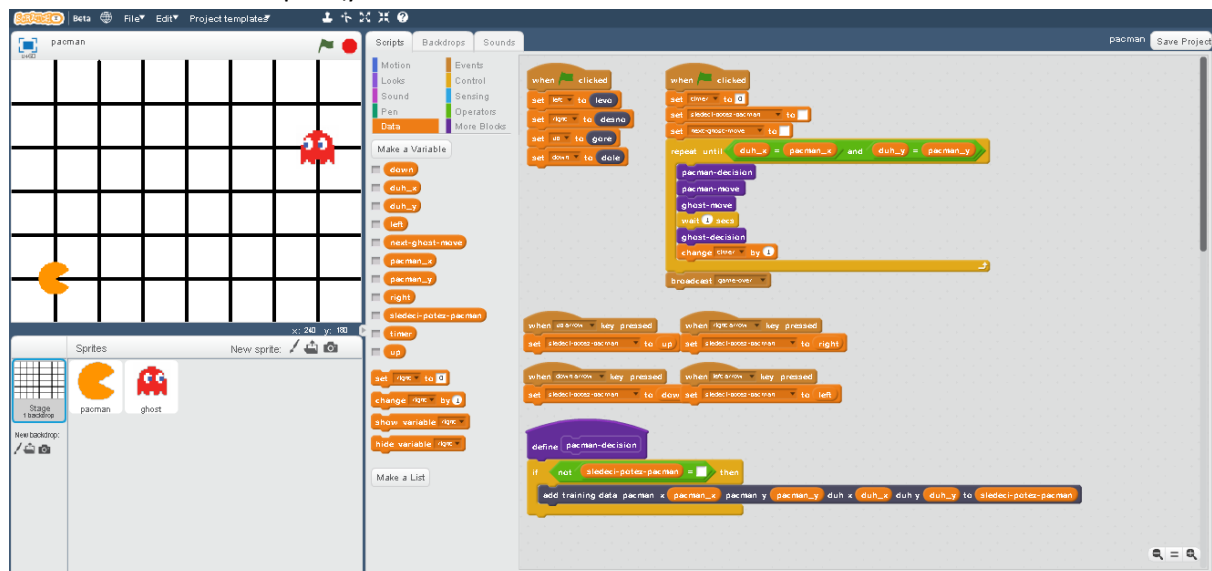 SCRATCH Beta File Edit Project templates
pacman
x: 240 y: 180
Sprites New sprite:
Stage
1 backdrop
pacman
ghost
New backdrop:
Scripts Backdrops Sounds
Motion Events
Looks Control
Sound Sensing
Pen Operators
Data More Blocks
Make a Variable
down
duh_x
duh_y
left
next-ghost-move
pacman_x
pacman_y
right
sledeci-potez-pacman
timer
up
set right to 0
change right by 1
show variable right
hide variable right
Make a List
pacman Save Project
when clicked
set left to levo
set right to desno
set up to gore
set down to dole
when clicked
set timer to 0
set sledeci-potez-pacman to
set next-ghost-move to
repeat until duh_x = pacman_x and duh_y = pacman_y
pacman-decision
pacman-move
ghost-move
wait 1 secs
ghost-decision
change timer by 1
broadcast game-over
when up arrow key pressed
set sledeci-potez-pacman to up
when right arrow key pressed
set sledeci-potez-pacman to right
when down arrow key pressed
set sledeci-potez-pacman to dow
when left arrow key pressed
set sledeci-potez-pacman to left
define pacman-decision
if not sledeci-potez-pacman = then
add training data pacman x pacman_x pacman y pacman_y duh x duh_x duh y duh_y to sledeci-potez-pacman